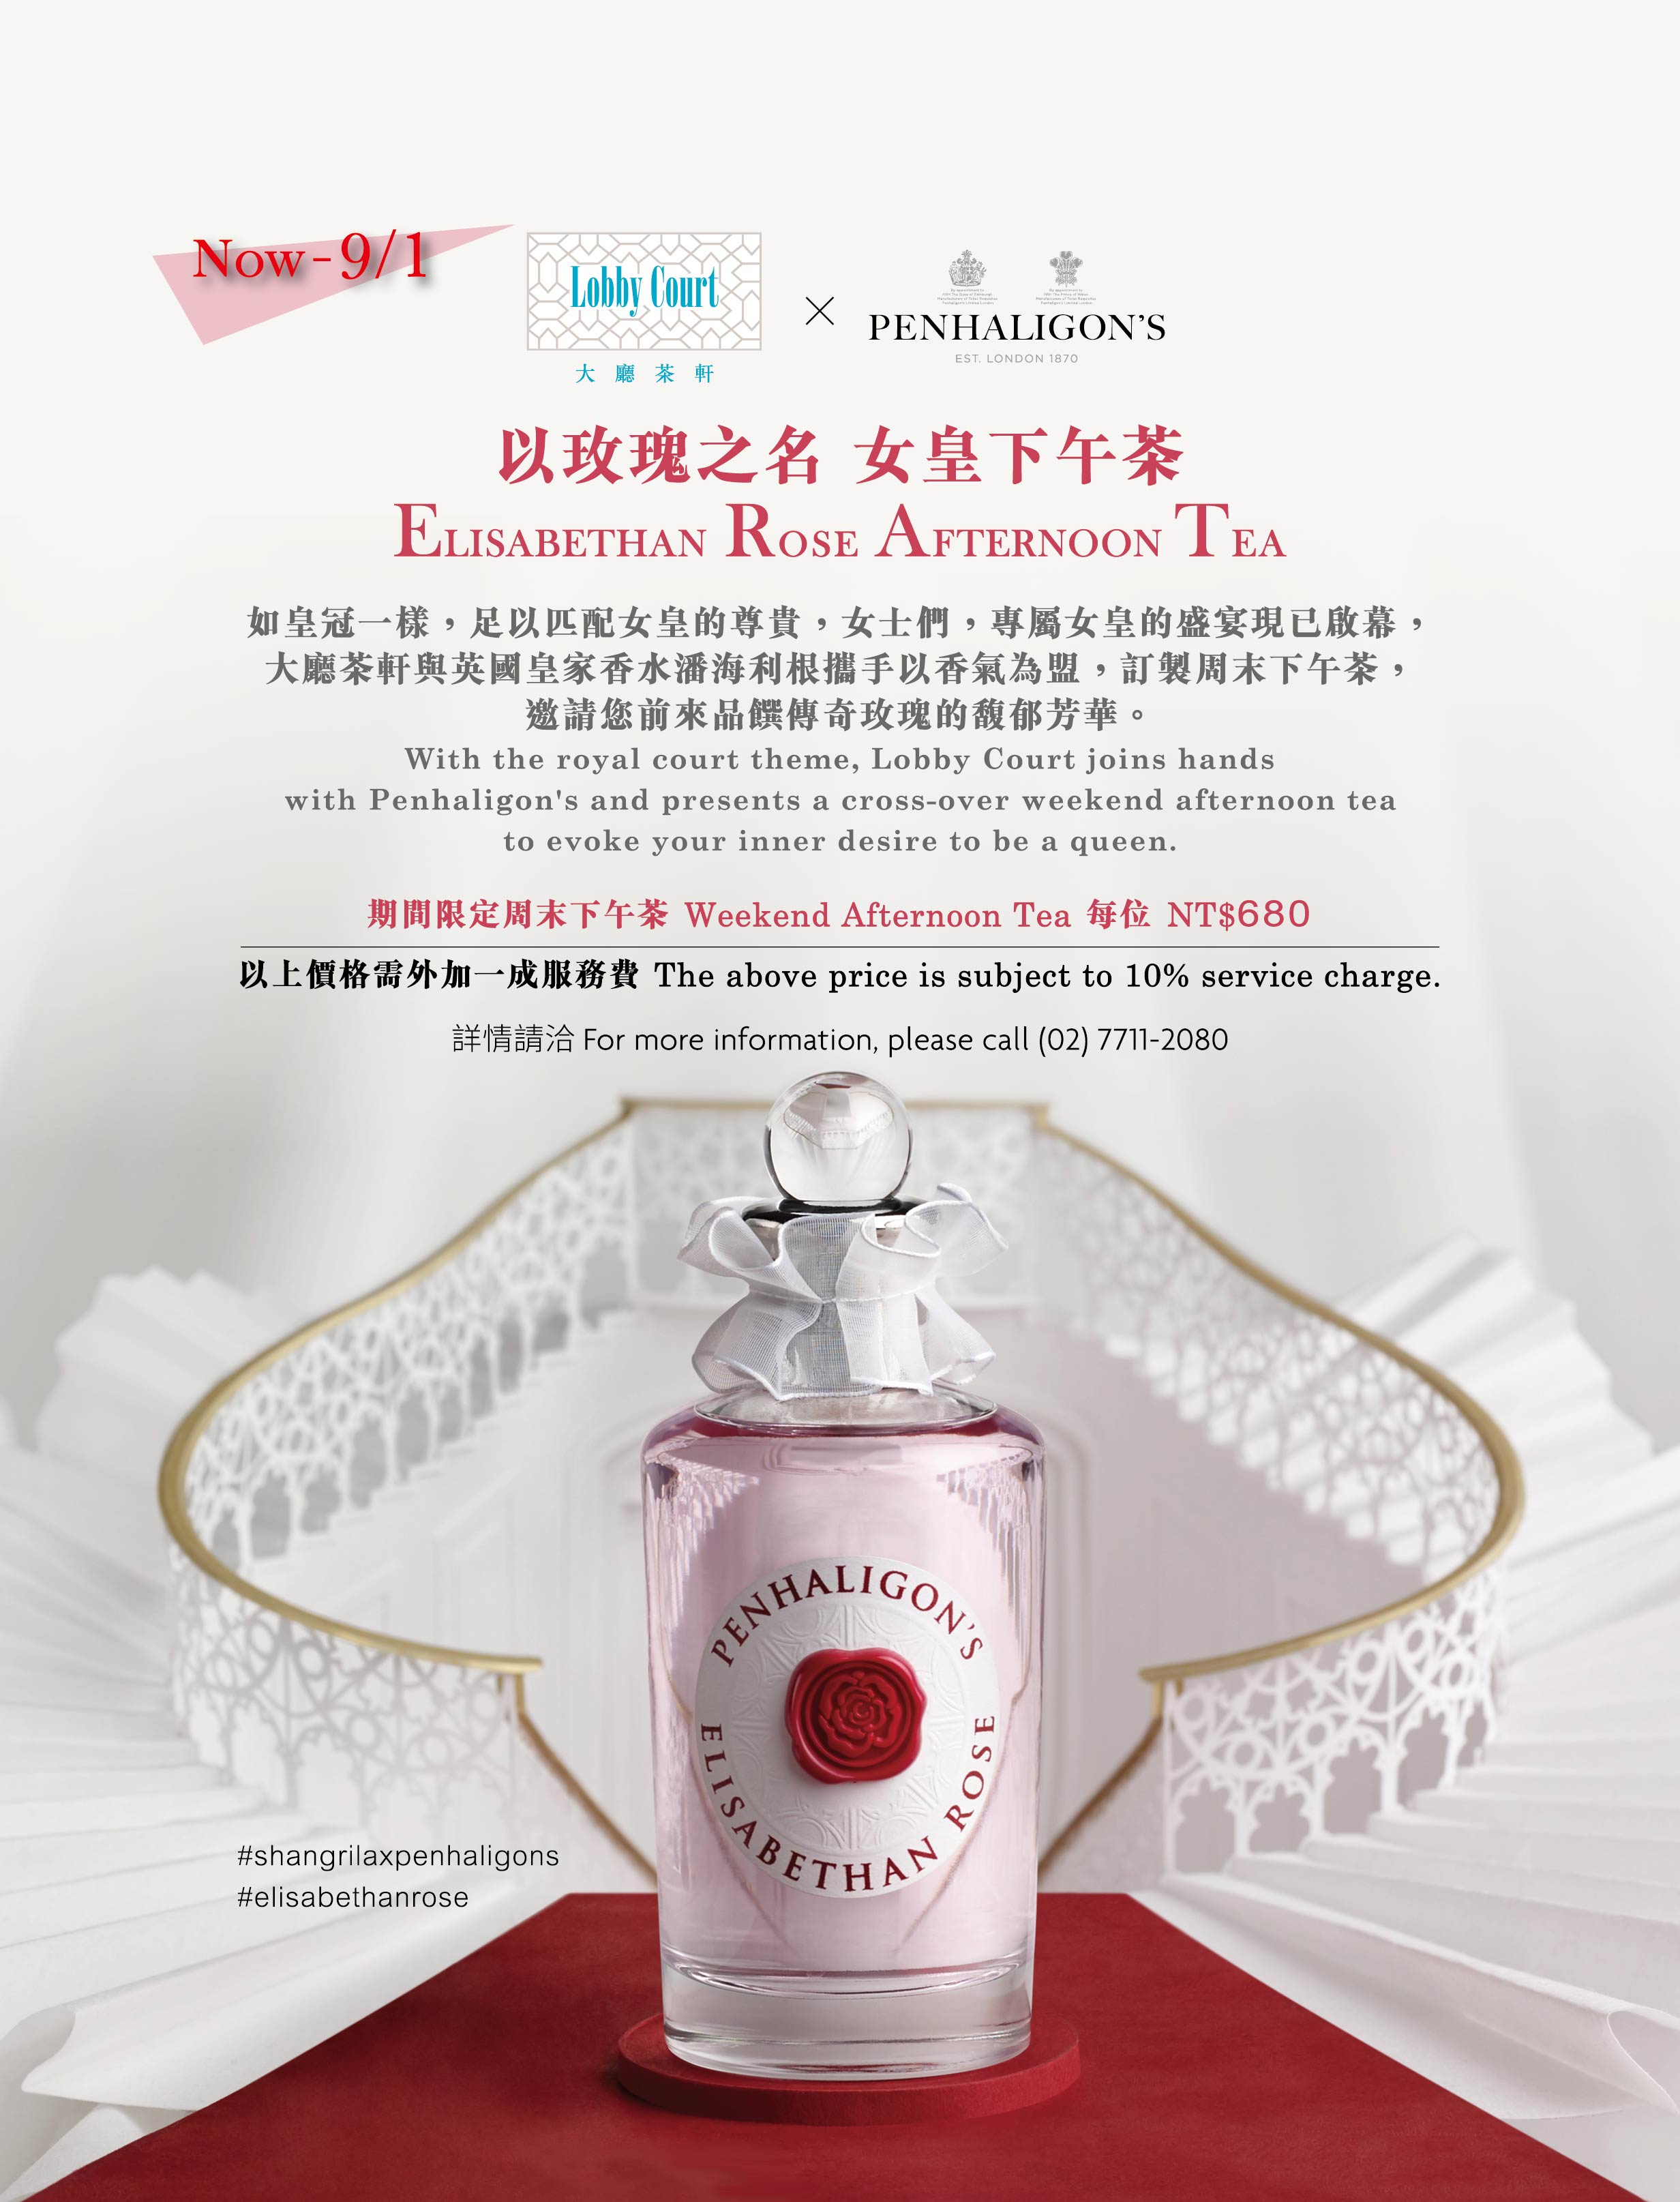 Now-9/1
Lobby Court
大廳茶軒
×
PENHALIGON'S
EST. LONDON 1870
以玫瑰之名 女皇下午茶
ELISABETHAN ROSE AFTERNOON TEA
如皇冠一樣，足以匹配女皇的尊貴，女士們，專屬女皇的盛宴現已啟幕，
大廳茶軒與英國皇家香水潘海利根攜手以香氣為盟，訂製周末下午茶，
邀請您前來品饌傳奇玫瑰的馥郁芳華。
With the royal court theme, Lobby Court joins hands
with Penhaligon's and presents a cross-over weekend afternoon tea
to evoke your inner desire to be a queen.
期間限定周末下午茶 Weekend Afternoon Tea 每位 NT$680
以上價格需外加一成服務費 The above price is subject to 10% service charge.
詳情請洽 For more information, please call (02) 7711-2080
PENHALIGON'S
ELISABETHAN ROSE
#shangrilaxpenhaligons
#elisabethanrose